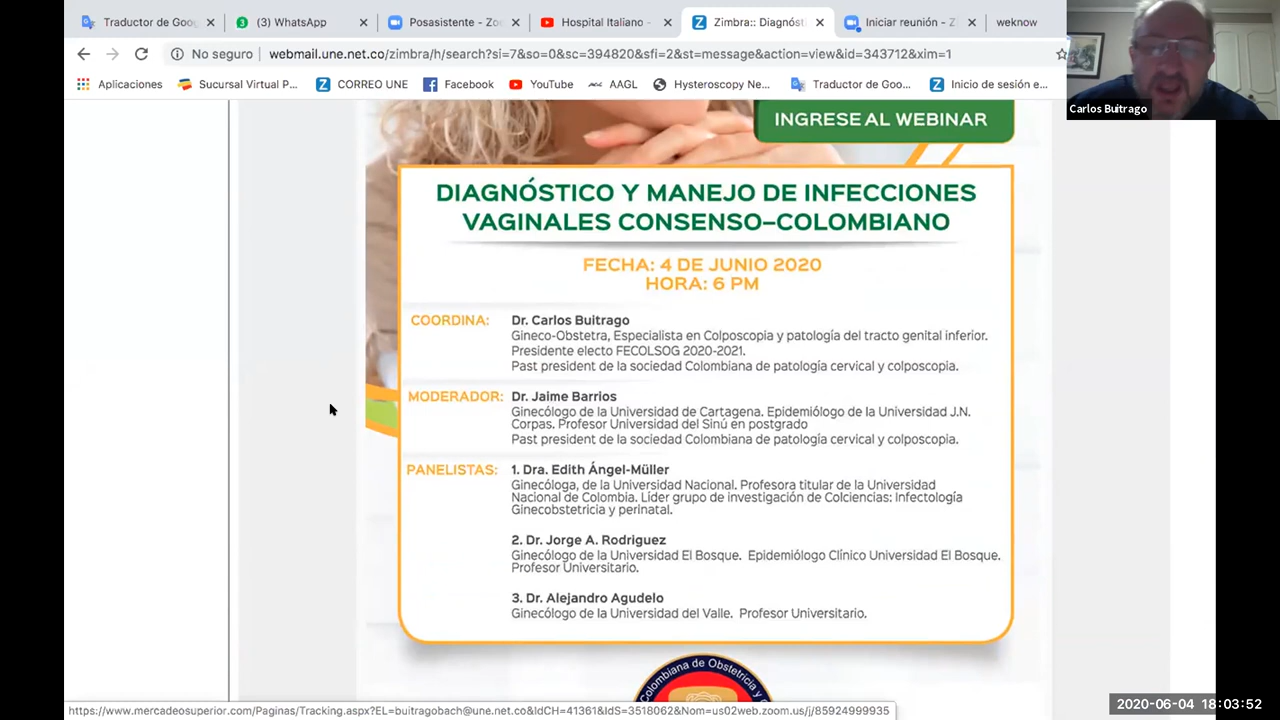 Traductor de Goo
(3) WhatsApp
Posasistente - Zoo
Hospital Italiano -
Zimbra:: Diagnóst
Iniciar reunión - Z
weknow
No seguro
webmail.une.net.co/zimbra/h/search?si=7&so=0&sc=394820&sfi=2&st=message&action=view&id=343712&xim=1
Aplicaciones
Sucursal Virtual P...
CORREO UNE
Facebook
YouTube
AAGL
Hysteroscopy Ne...
Traductor de Goo...
Inicio de sesión e...
Carlos Buitrago
INGRESE AL WEBINAR
DIAGNÓSTICO Y MANEJO DE INFECCIONES
VAGINALES CONSENSO–COLOMBIANO
FECHA: 4 DE JUNIO 2020
HORA: 6 PM
COORDINA: Dr. Carlos Buitrago
Gineco-Obstetra, Especialista en Colposcopia y patología del tracto genital inferior.
Presidente electo FECOLSOG 2020-2021.
Past president de la sociedad Colombiana de patología cervical y colposcopia.
MODERADOR: Dr. Jaime Barrios
Ginecólogo de la Universidad de Cartagena. Epidemiólogo de la Universidad J.N.
Corpas. Profesor Universidad del Sinú en postgrado
Past president de la sociedad Colombiana de patología cervical y colposcopia.
PANELISTAS: 1. Dra. Edith Ángel-Müller
Ginecóloga, de la Universidad Nacional. Profesora titular de la Universidad
Nacional de Colombia. Líder grupo de investigación de Colciencias: Infectología
Ginecobstetricia y perinatal.
2. Dr. Jorge A. Rodriguez
Ginecólogo de la Universidad El Bosque. Epidemiólogo Clínico Universidad El Bosque.
Profesor Universitario.
3. Dr. Alejandro Agudelo
Ginecólogo de la Universidad del Valle. Profesor Universitario.
Colombiana de Obstetricia y
https://www.mercadeosuperior.com/Paginas/Tracking.aspx?EL=buitragobach@une.net.co&IdCH=41361&IdS=3518062&Nom=us02web.zoom.us/j/85924999935
2020-06-04 18:03:52